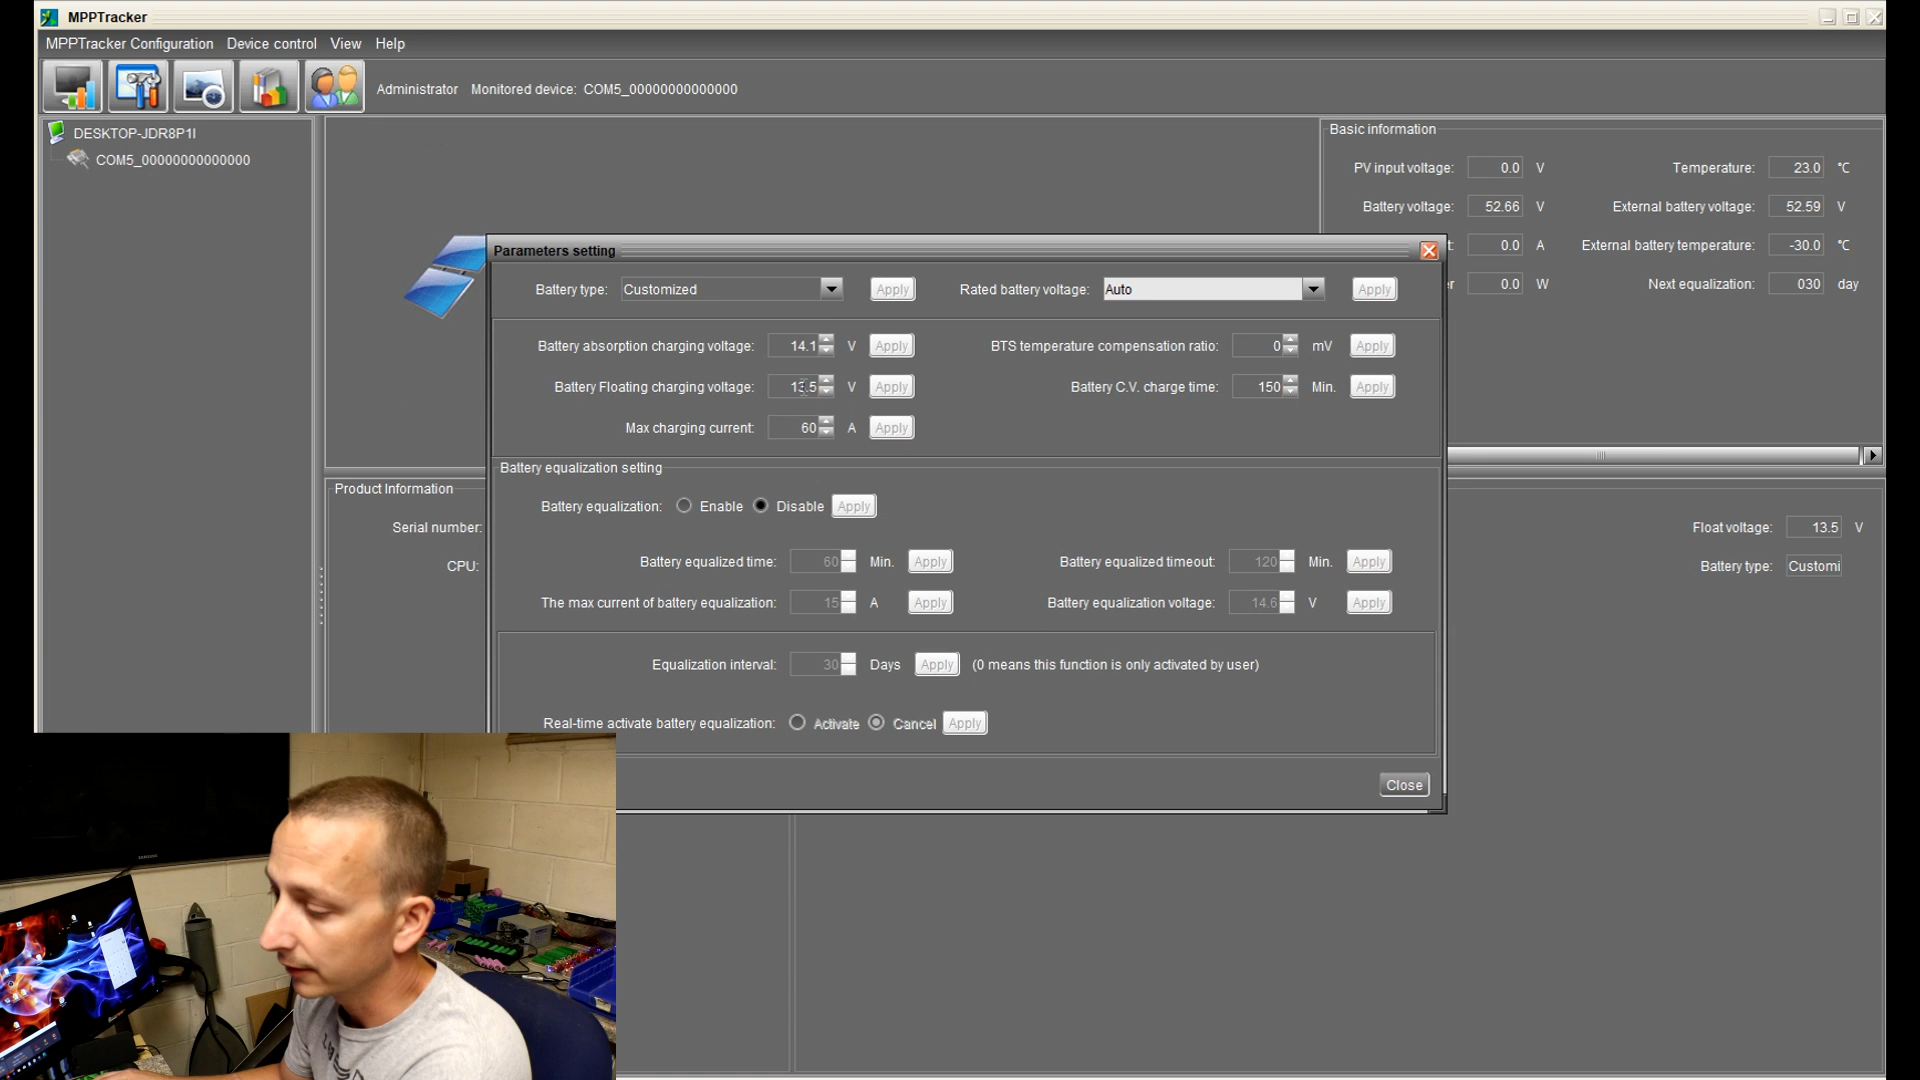 MPPTracker
MPPTracker Configuration Device control View Help
Administrator Monitored device: COM5_00000000000000
DESKTOP-JDR8P1I
COM5_00000000000000
Basic information
PV input voltage: 0.0 V Temperature: 23.0 °C
Battery voltage: 52.66 V External battery voltage: 52.59 V
0.0 A External battery temperature: -30.0 °C
0.0 W Next equalization: 030 day
Parameters setting
Battery type: Customized Apply Rated battery voltage: Auto Apply
Battery absorption charging voltage: 14.1 V Apply BTS temperature compensation ratio: 0 mV Apply
Battery Floating charging voltage: 13.5 V Apply Battery C.V. charge time: 150 Min. Apply
Max charging current: 60 A Apply
Battery equalization setting
Battery equalization: Enable Disable Apply
Battery equalized time: 60 Min. Apply Battery equalized timeout: 120 Min. Apply
The max current of battery equalization: 15 A Apply Battery equalization voltage: 14.6 V Apply
Equalization interval: 30 Days Apply (0 means this function is only activated by user)
Real-time activate battery equalization: Activate Cancel Apply
Close
Product Information
Serial number:
CPU:
Float voltage: 13.5 V
Battery type: Customi
SAMSUNG